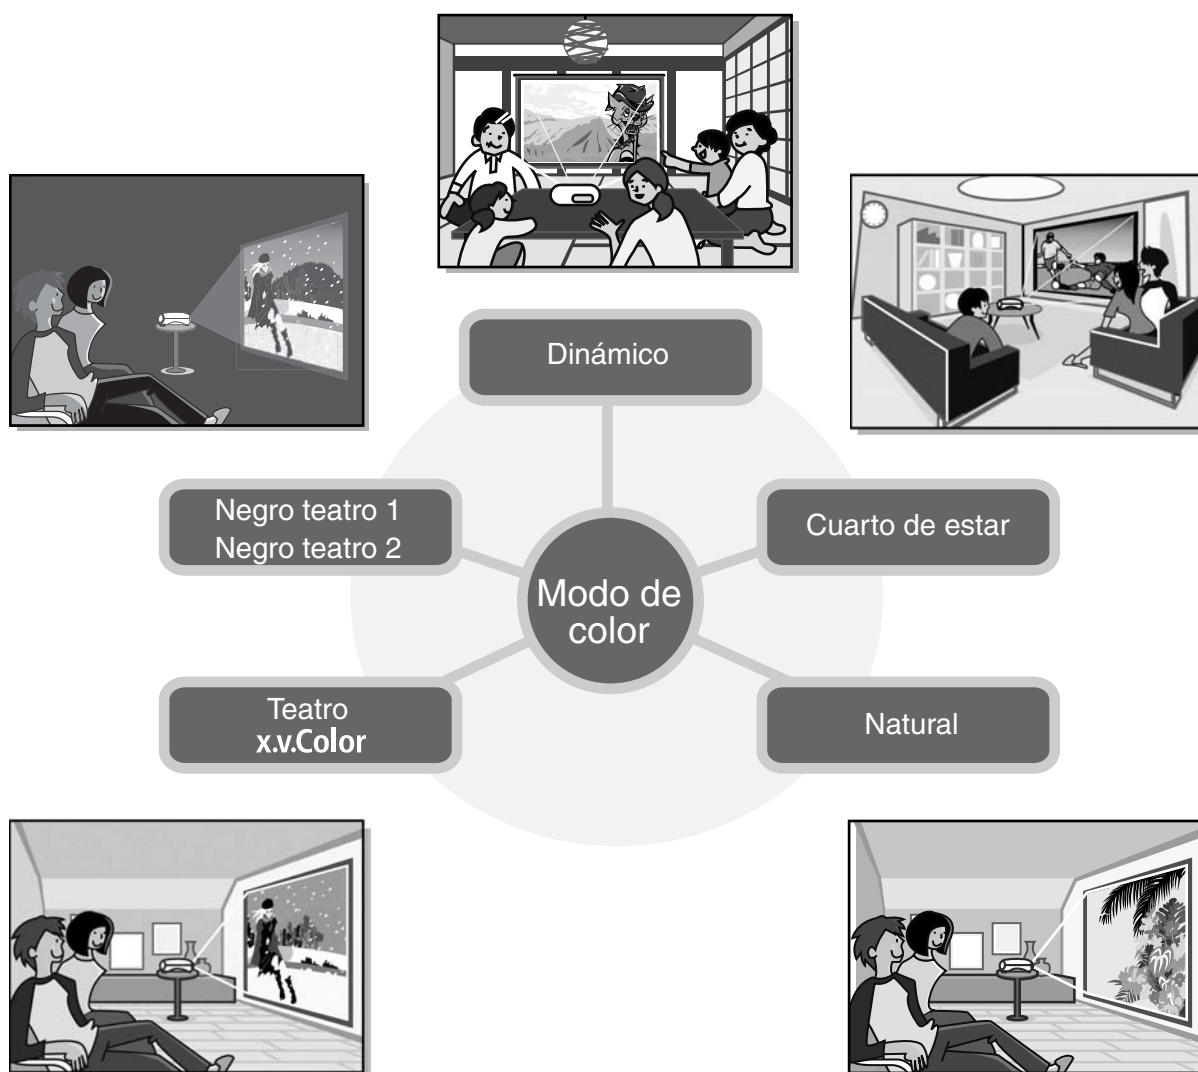 Dinámico
Negro teatro 1
Negro teatro 2
Cuarto de estar
Modo de
color
Teatro
x.v.Color
Natural